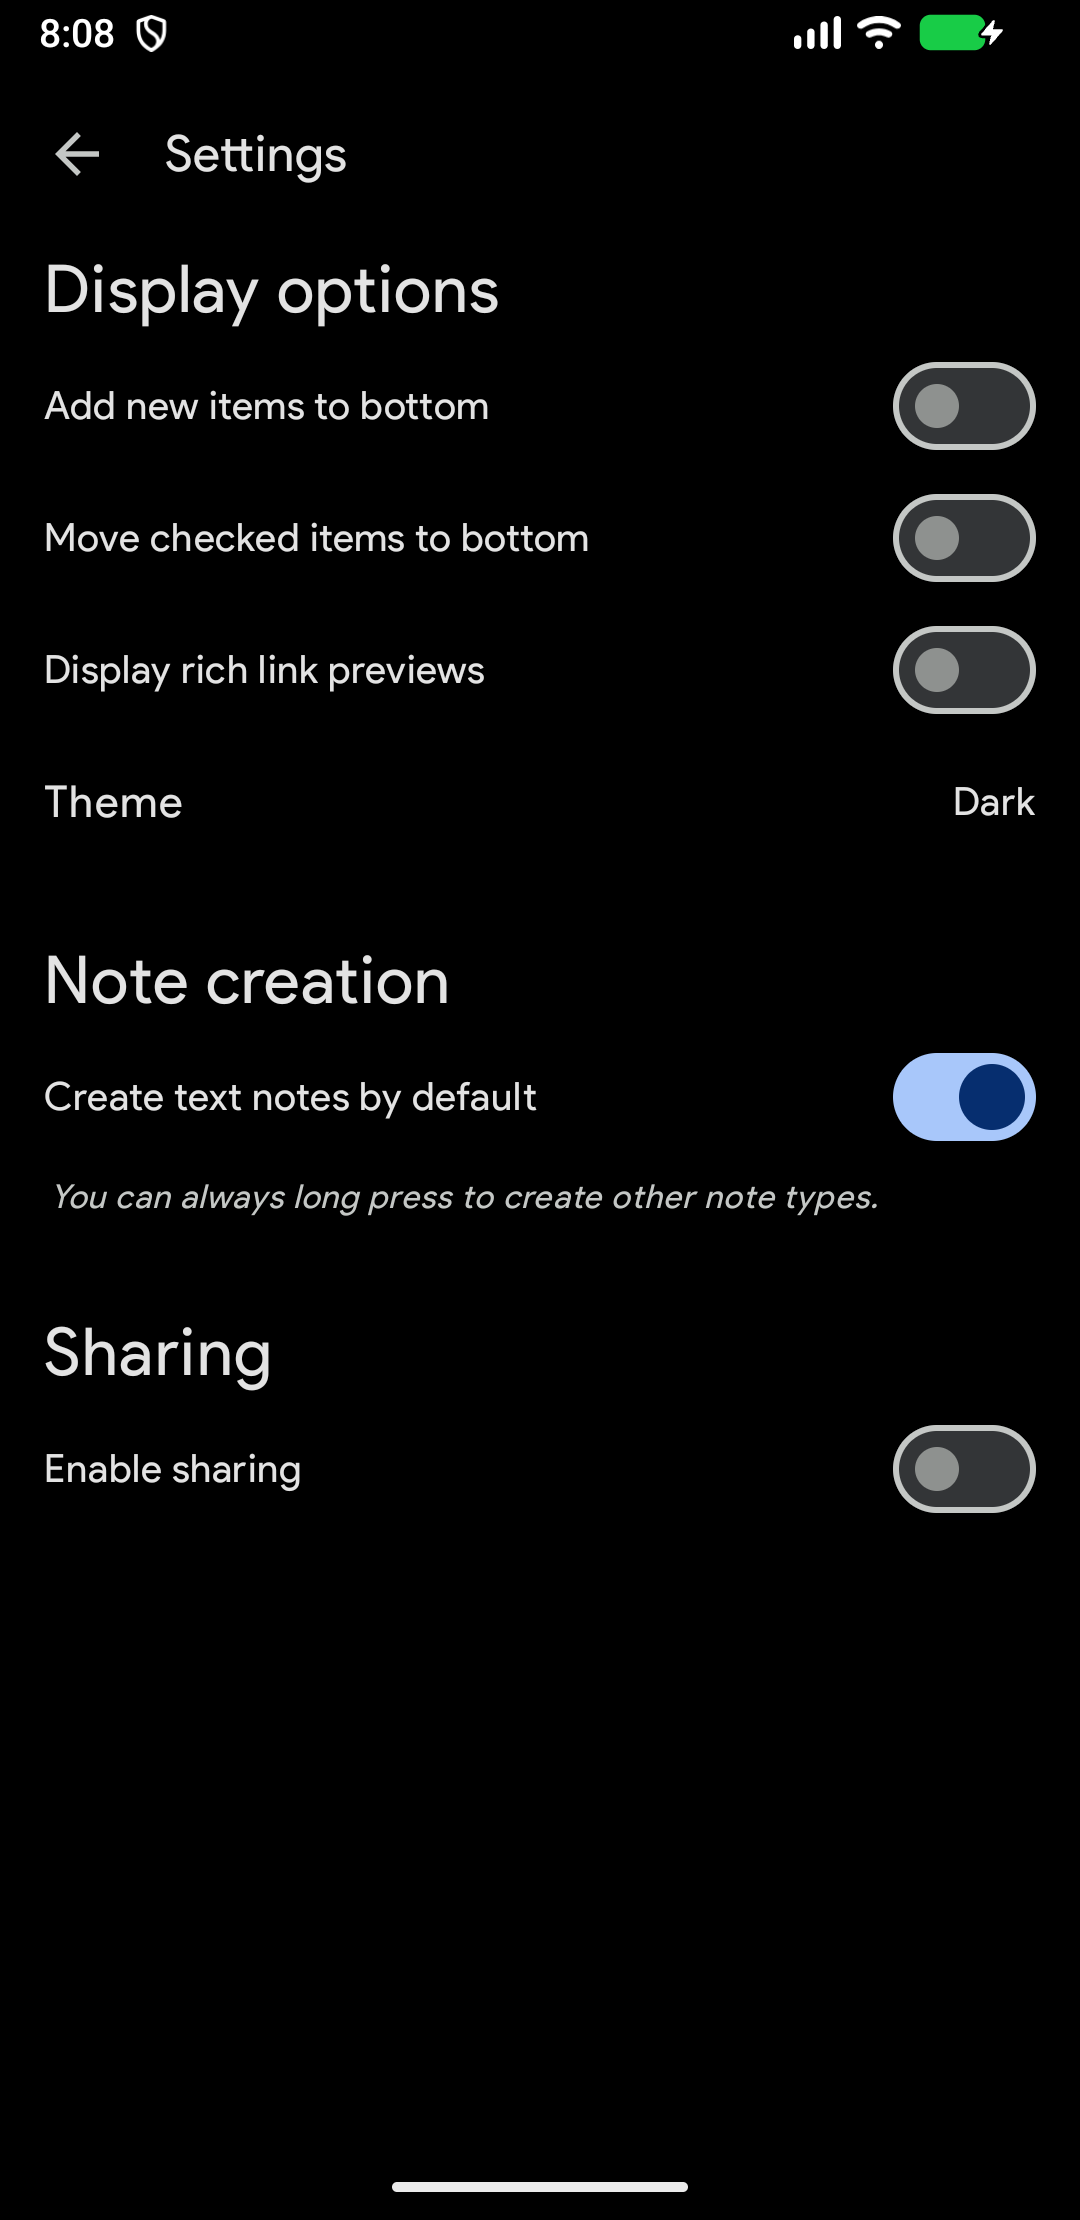 8:08
Settings
Display options
Add new items to bottom
Move checked items to bottom
Display rich link previews
Theme Dark
Note creation
Create text notes by default
You can always long press to create other note types.
Sharing
Enable sharing